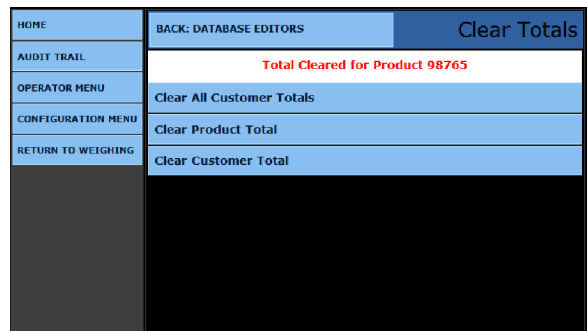 HOME
AUDIT TRAIL
OPERATOR MENU
CONFIGURATION MENU
RETURN TO WEIGHING
BACK: DATABASE EDITORS
Clear Totals
Total Cleared for Product 98765
Clear All Customer Totals
Clear Product Total
Clear Customer Total